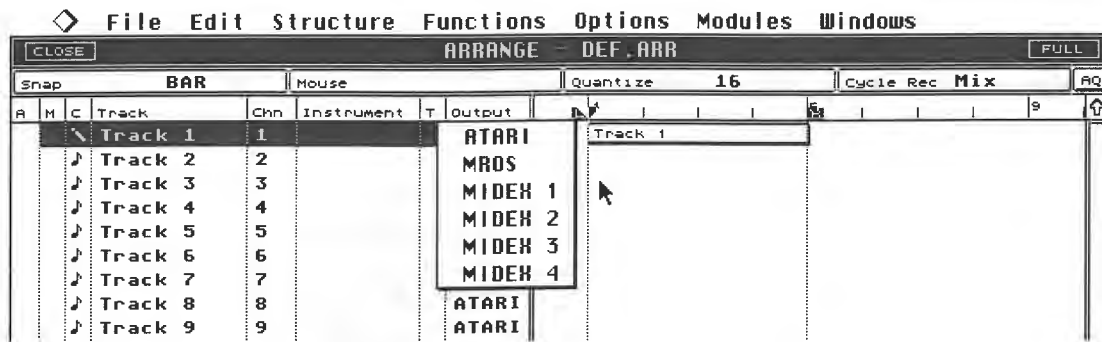 File Edit Structure Functions Options Modules Windows
CLOSE ARRANGE - DEF.ARR FULL
Snap BAR Mouse Quantize 16 Cycle Rec Mix AQ
A M C Track Chn Instrument T Output 9
Track 1 1 ATARI Track 1
Track 2 2 MROS
Track 3 3 MIDEX 1
Track 4 4 MIDEX 2
Track 5 5 MIDEX 3
Track 6 6
Track 7 7 MIDEX 4
Track 8 8 ATARI
Track 9 9 ATARI